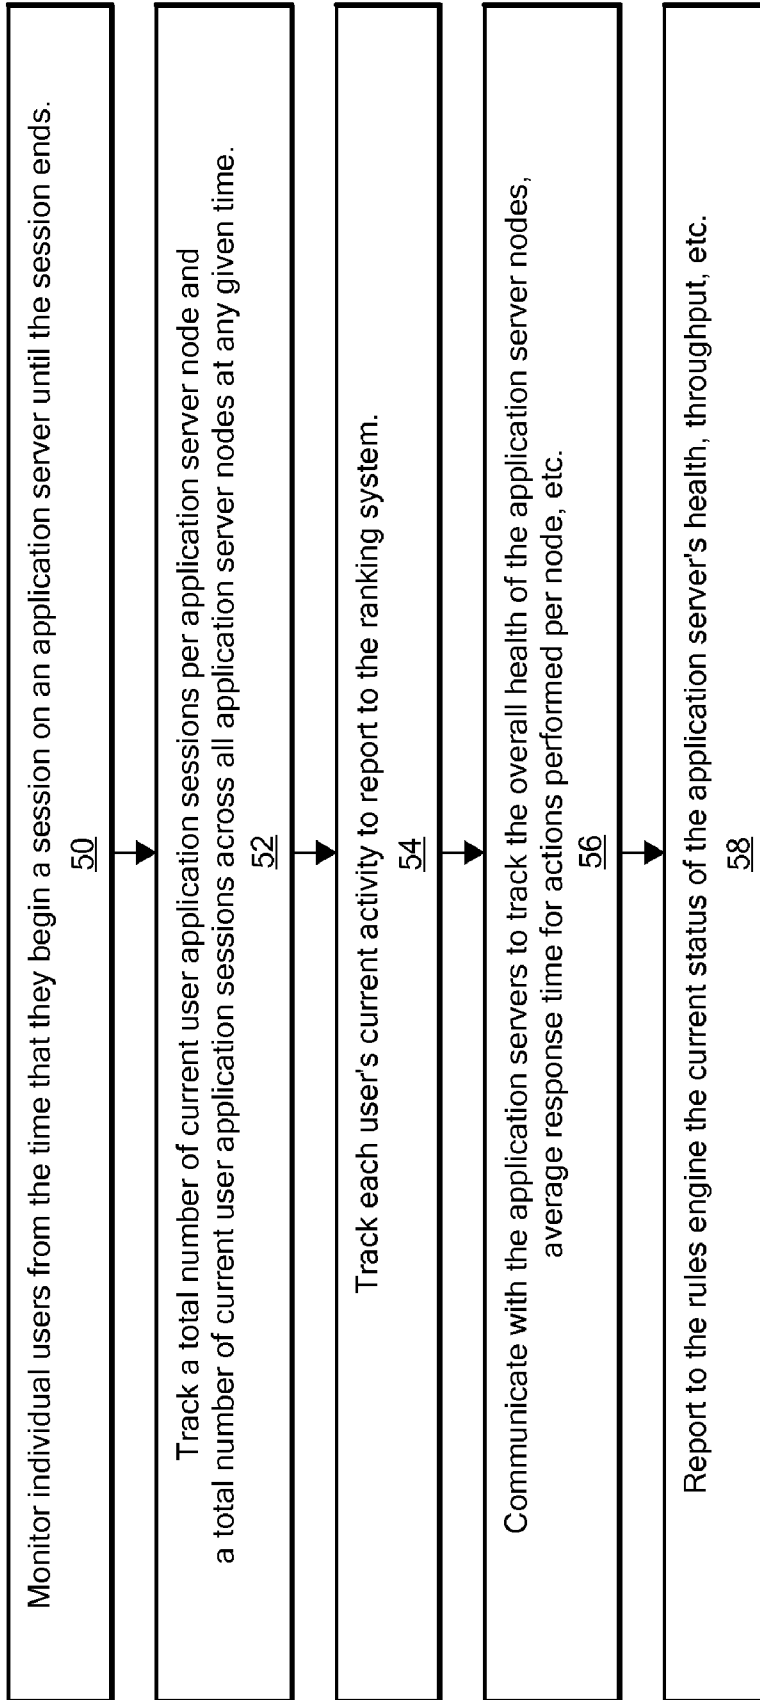 Monitor individual users from the time that they begin a session on an application server until the session ends.
50
Track a total number of current user application sessions per application server node and
a total number of current user application sessions across all application server nodes at any given time.
52
Track each user's current activity to report to the ranking system.
54
Communicate with the application servers to track the overall health of the application server nodes,
average response time for actions performed per node, etc.
56
Report to the rules engine the current status of the application server's health, throughput, etc.
58